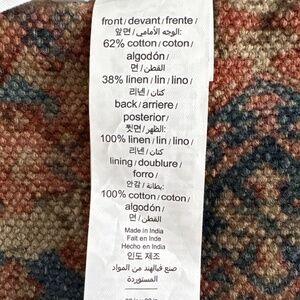 front / devant / frente /
앞면 / الوجه الأمامي:
62% cotton / coton /
algodón /
면 / القطن /
38% linen / lin / lino /
리넨 / كتان /
back / arriere /
posterior /
뒷면 / الظهر:
100% linen / lin / lino /
리넨 / كتان /
lining / doublure /
forro /
안감 / بطانة:
100% cotton / coton /
algodón /
면 / القطن /
Made in India
Fait en Inde
Hecho en India
인도 제조
صنع في الهند من المواد
المستوردة